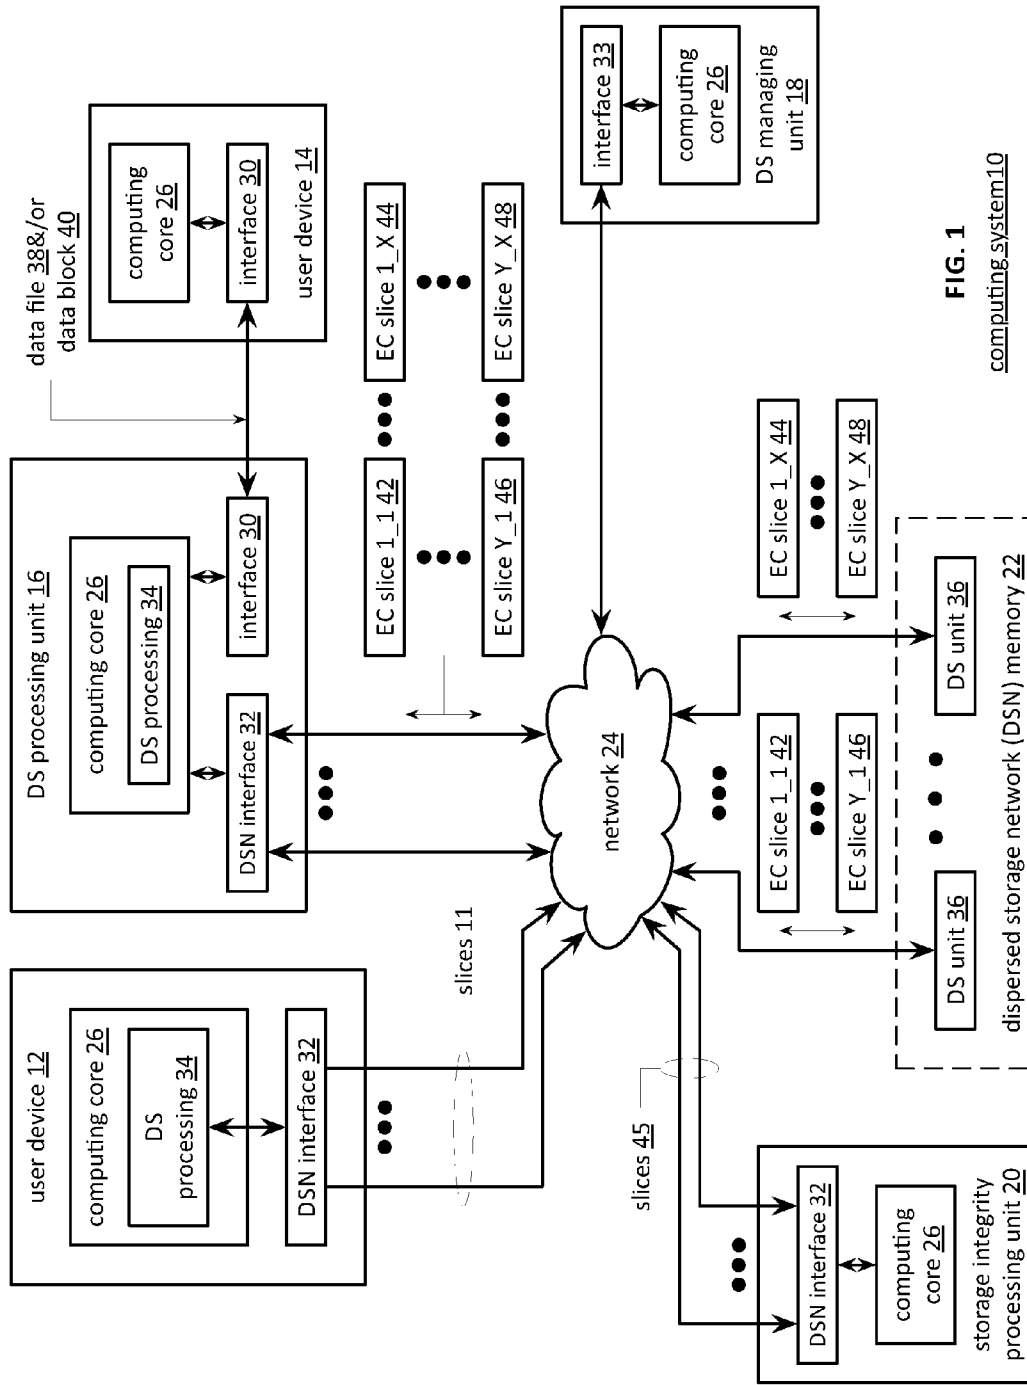 user device 12
computing core 26
DS
processing 34
DSN interface 32
slices 11
DS processing unit 16
computing core 26
DS processing 34
DSN interface 32
interface 30
data file 38&/or
data block 40
computing
core 26
interface 30
user device 14
EC slice 1_1 42
EC slice 1_X 44
EC slice Y_1 46
EC slice Y_X 48
network 24
interface 33
computing
core 26
DS managing
unit 18
slices 45
DSN interface 32
computing
core 26
storage integrity
processing unit 20
EC slice 1_1 42
EC slice Y_1 46
EC slice 1_X 44
EC slice Y_X 48
DS unit 36
DS unit 36
dispersed storage network (DSN) memory 22
FIG. 1
computing system10